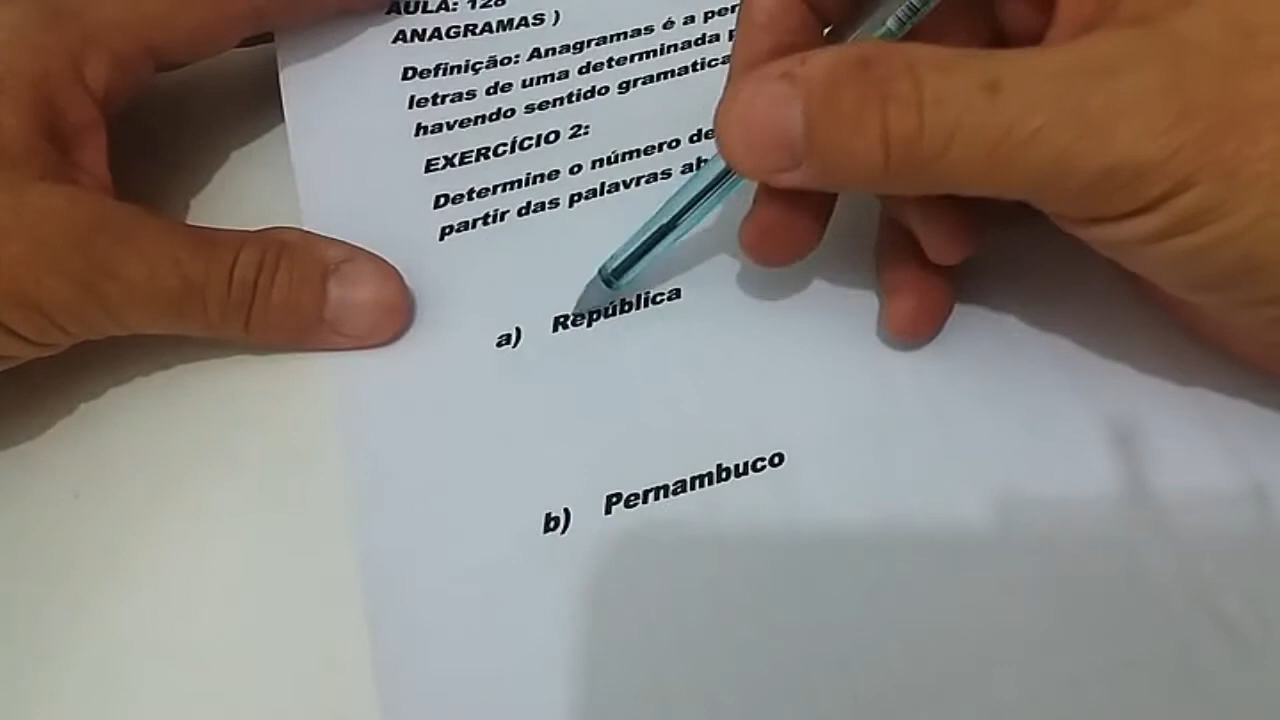 AULA: 128
ANAGRAMAS )
Definição: Anagramas é a
letras de uma determinada
havendo sentido
EXERCÍCIO 2:
Determine o número de
partir das palavras
a) República
b) Pernambuco